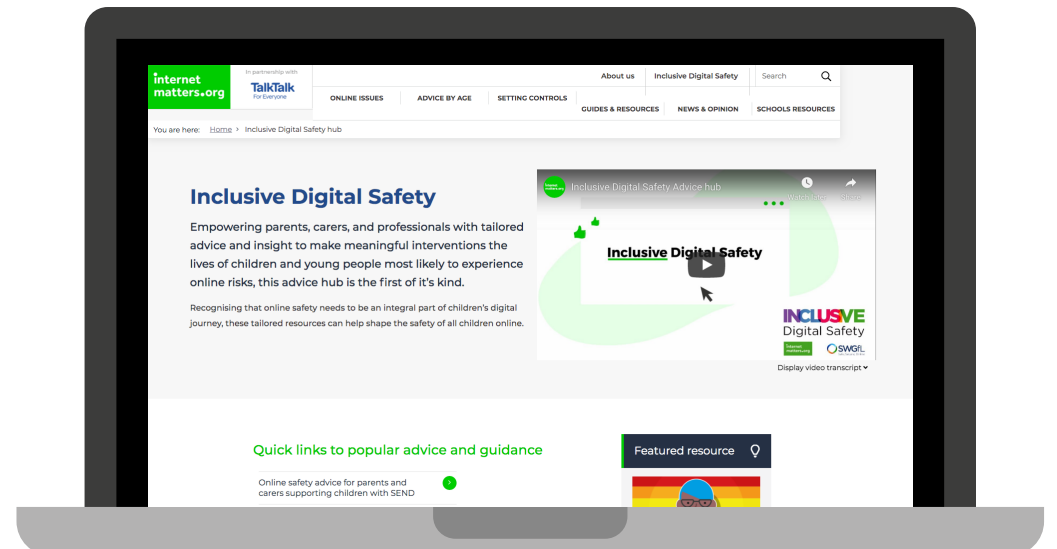 internet
matters.org
In partnership with
TalkTalk
For Everyone
About us
Inclusive Digital Safety
Search
ONLINE ISSUES
ADVICE BY AGE
SETTING CONTROLS
GUIDES & RESOURCES
NEWS & OPINION
SCHOOLS RESOURCES
You are here: Home › Inclusive Digital Safety hub
Inclusive Digital Safety
Empowering parents, carers, and professionals with tailored
advice and insight to make meaningful interventions the
lives of children and young people most likely to experience
online risks, this advice hub is the first of it's kind.
Recognising that online safety needs to be an integral part of children's digital
journey, these tailored resources can help shape the safety of all children online.
internet
matters.org
Inclusive Digital Safety Advice hub
Watch later
Share
Inclusive Digital Safety
INCLUSIVE
Digital Safety
internet
matters.org
SWGfL
Display video transcript
Quick links to popular advice and guidance
Online safety advice for parents and
carers supporting children with SEND
Featured resource